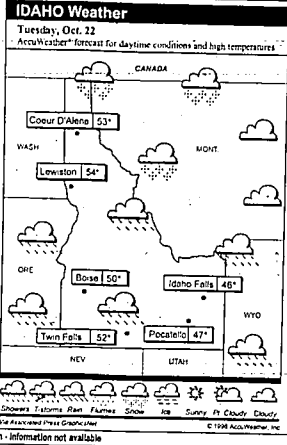 IDAHO Weather
Tuesday, Oct. 22
AccuWeather® forecast for daytime conditions and high temperatures
CANADA
Coeur D'Alene 53°
WASH
MONT.
Lewiston 54°
ORE
Boise 50°
Idaho Falls 46°
WYO
Twin Falls 52°
Pocatello 47°
NEV
UTAH
Showers T-storms Rain Flurries Snow Ice Sunny Pt. Cloudy Cloudy
Via Associated Press GraphicsNet © 1996 AccuWeather, Inc.
- Information not available